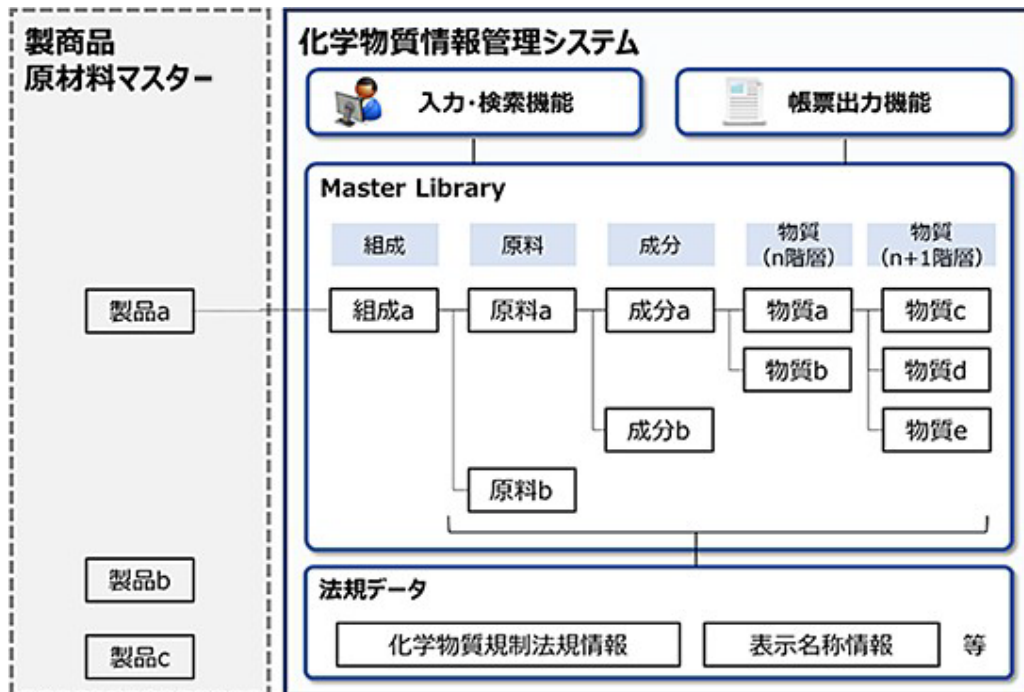 製商品
原材料マスター
化学物質情報管理システム
入力・検索機能
帳票出力機能
Master Library
組成
原料
成分
物質
(n階層)
物質
(n+1階層)
製品a
組成a
原料a
成分a
物質a
物質c
物質b
物質d
成分b
物質e
原料b
製品b
製品c
法規データ
化学物質規制法規情報
表示名称情報
等